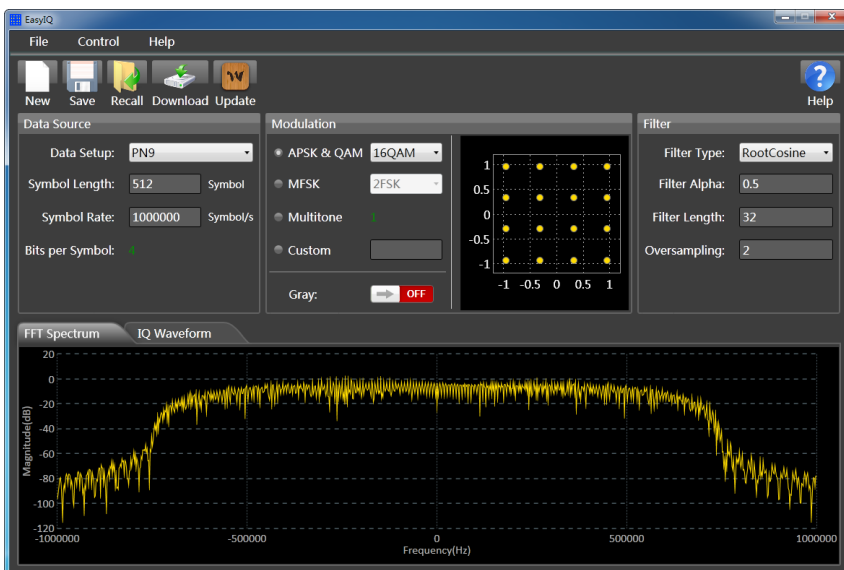 EasyIQ
File Control Help
New Save Recall Download Update Help
Data Source
Data Setup: PN9
Symbol Length: 512 Symbol
Symbol Rate: 1000000 Symbol/s
Bits per Symbol: 4
Modulation
APSK & QAM 16QAM
MFSK 2FSK
Multitone 1
Custom
Gray: OFF
1
0.5
0
-0.5
-1
-1 -0.5 0 0.5 1
Filter
Filter Type: RootCosine
Filter Alpha: 0.5
Filter Length: 32
Oversampling: 2
FFT Spectrum IQ Waveform
Magnitude(dB)
20
0
-20
-40
-60
-80
-100
-120
-1000000 -500000 0 500000 1000000
Frequency(Hz)